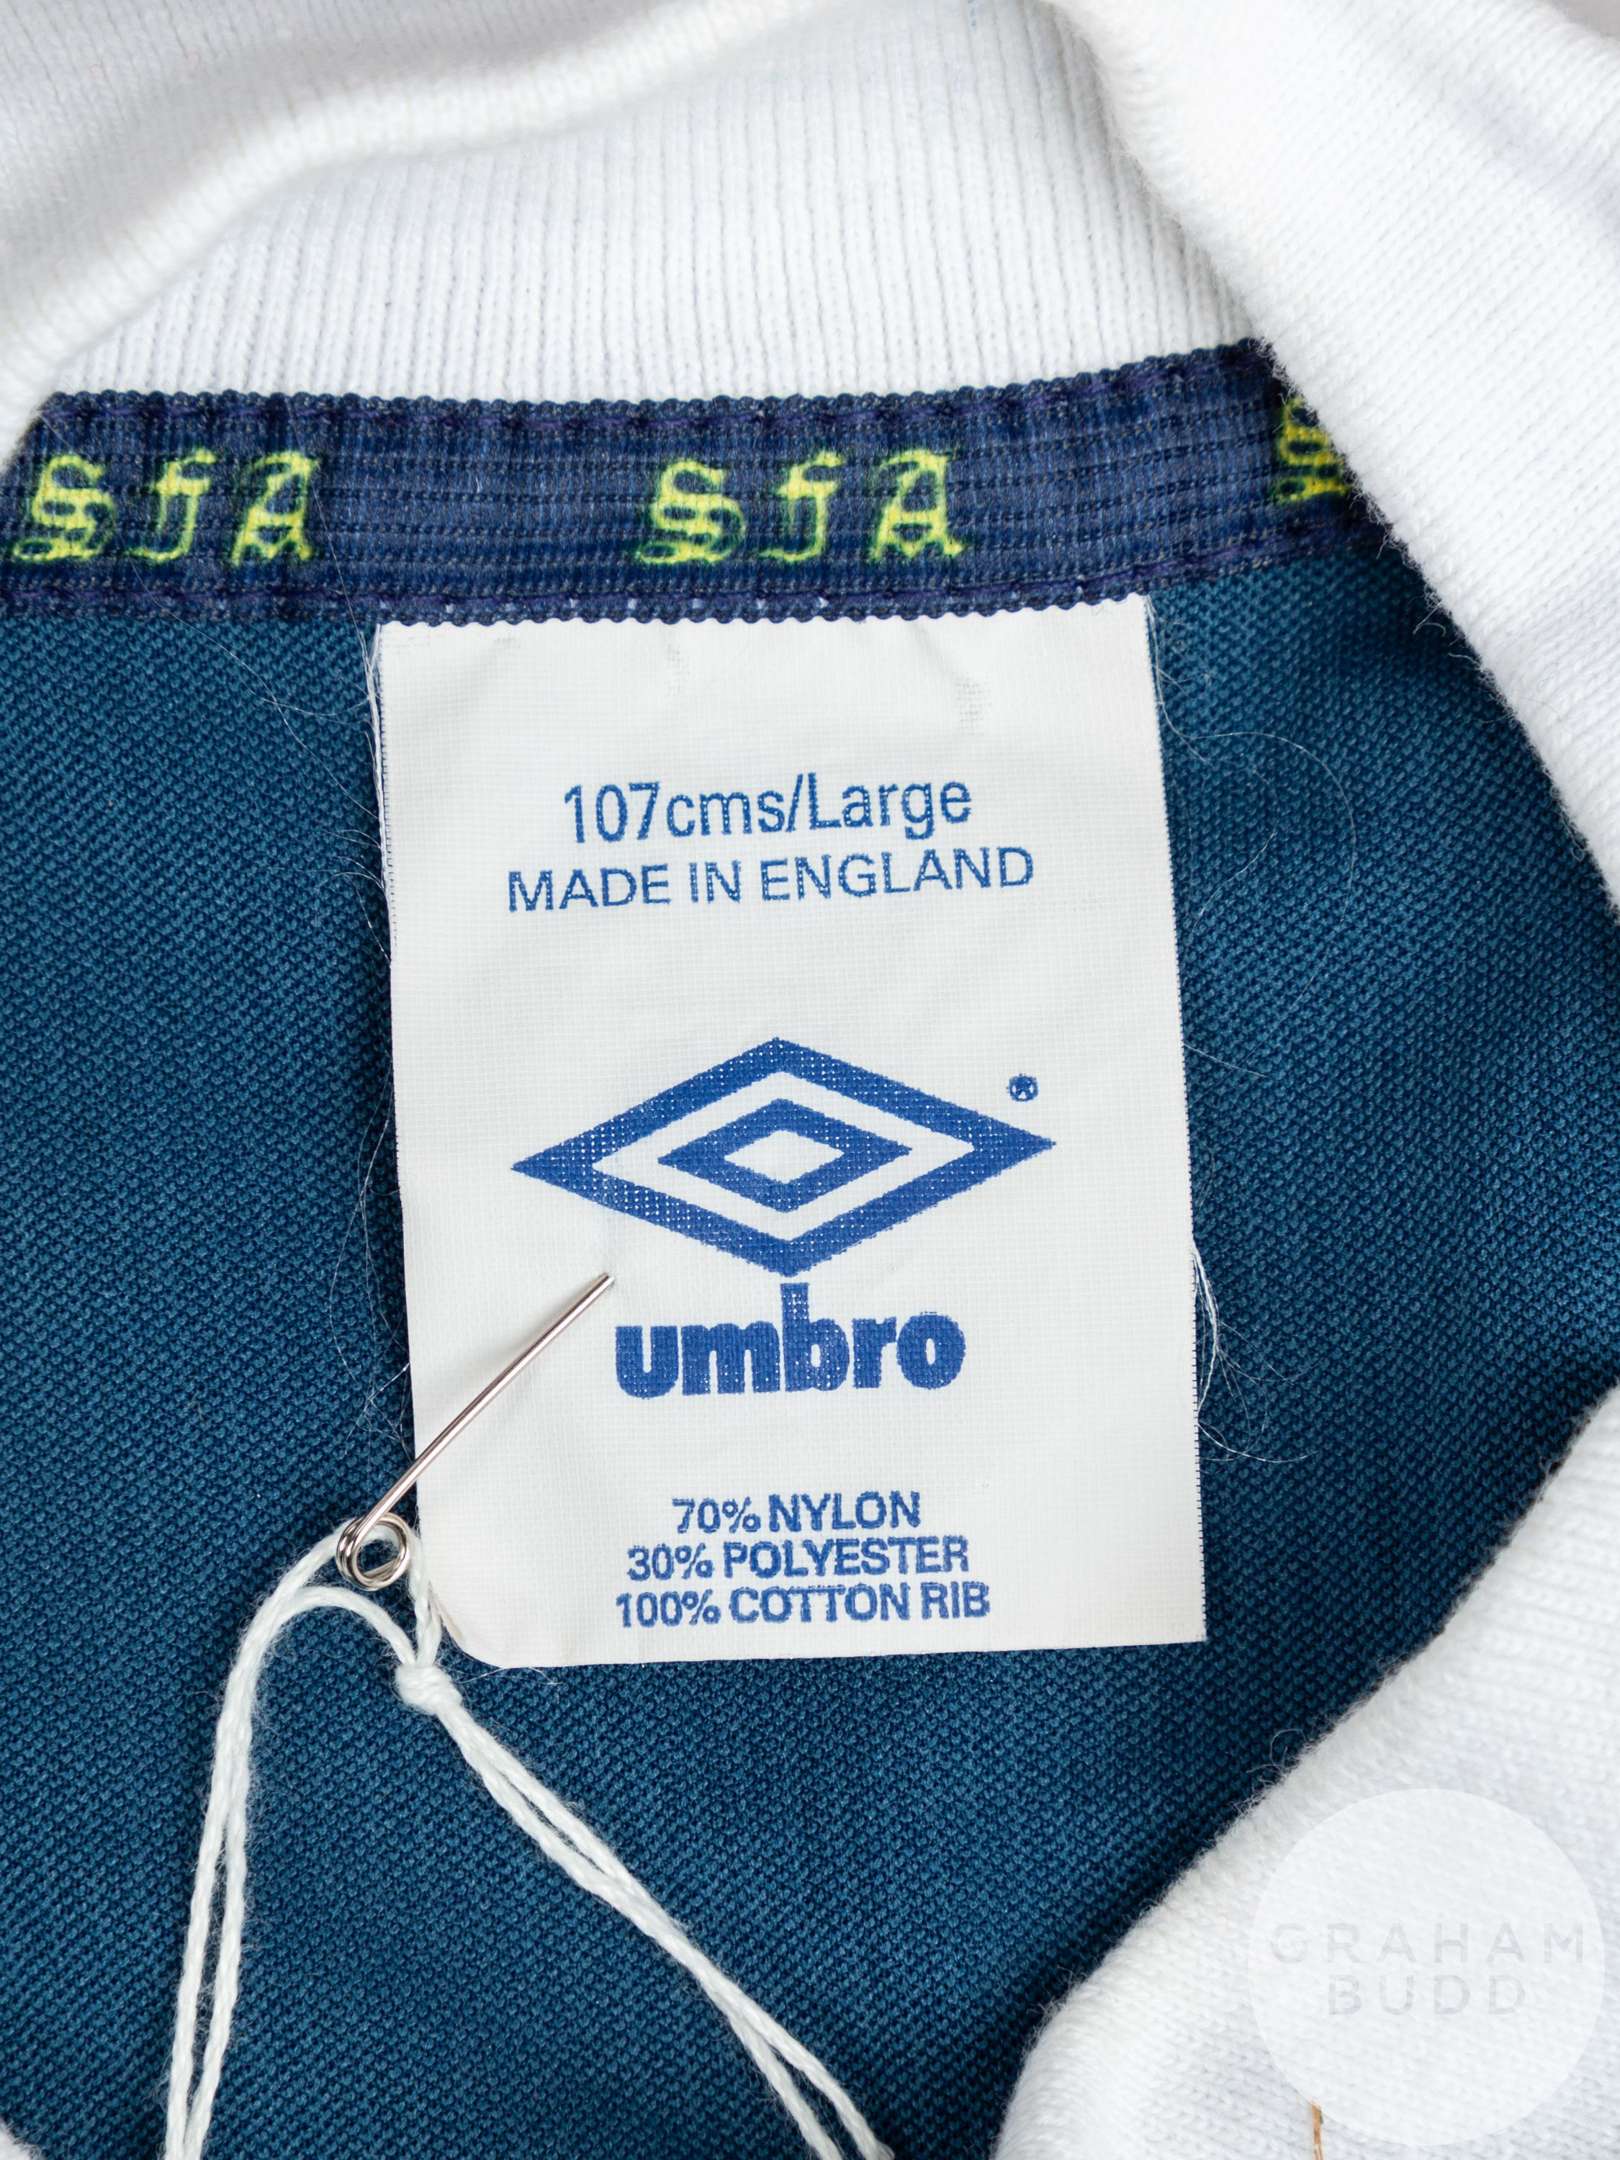 SfA SfA S
107cms/Large
MADE IN ENGLAND
®
umbro
70% NYLON
30% POLYESTER
100% COTTON RIB
GRAHAM
BUDD